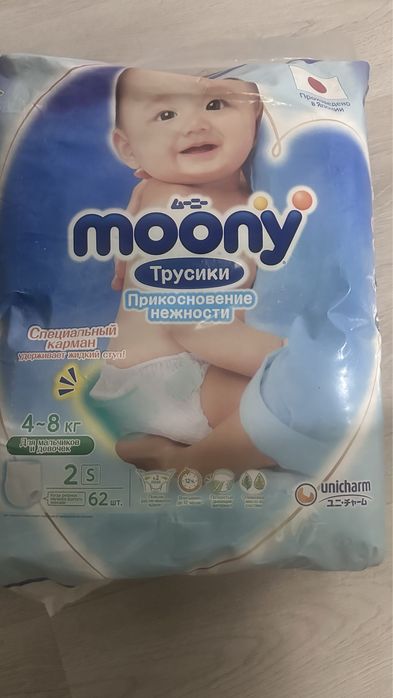 Произведено
в Японии
ムーニー
moony
Трусики
Прикосновение
нежности
Специальный
карман
удерживает жидкий стул!
4~8 кг
Для мальчиков
и девочек
2 S
62 шт.
unicharm
ユニ・チャーム